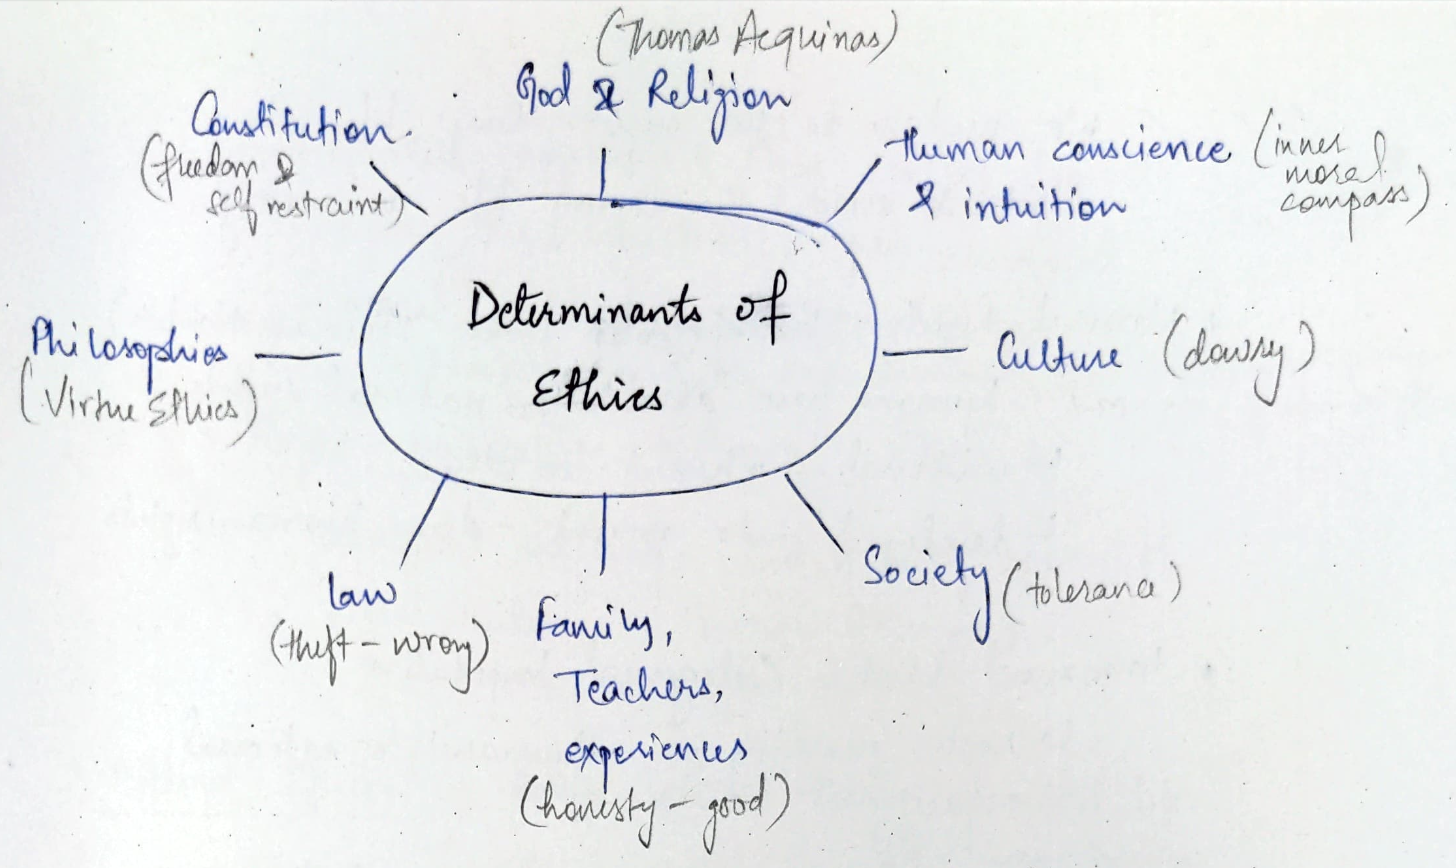 (Thomas Acquinas)
God & Religion
Constitution
(freedom &
self restraint)
Human conscience (inner
moral
compass)
& intuition
Determinants of
Ethics
Philosophies
(Virtue Ethics)
Culture (dowry)
Society (tolerance)
Law
(theft – wrong)
Family,
Teachers,
experiences
(honesty – good)